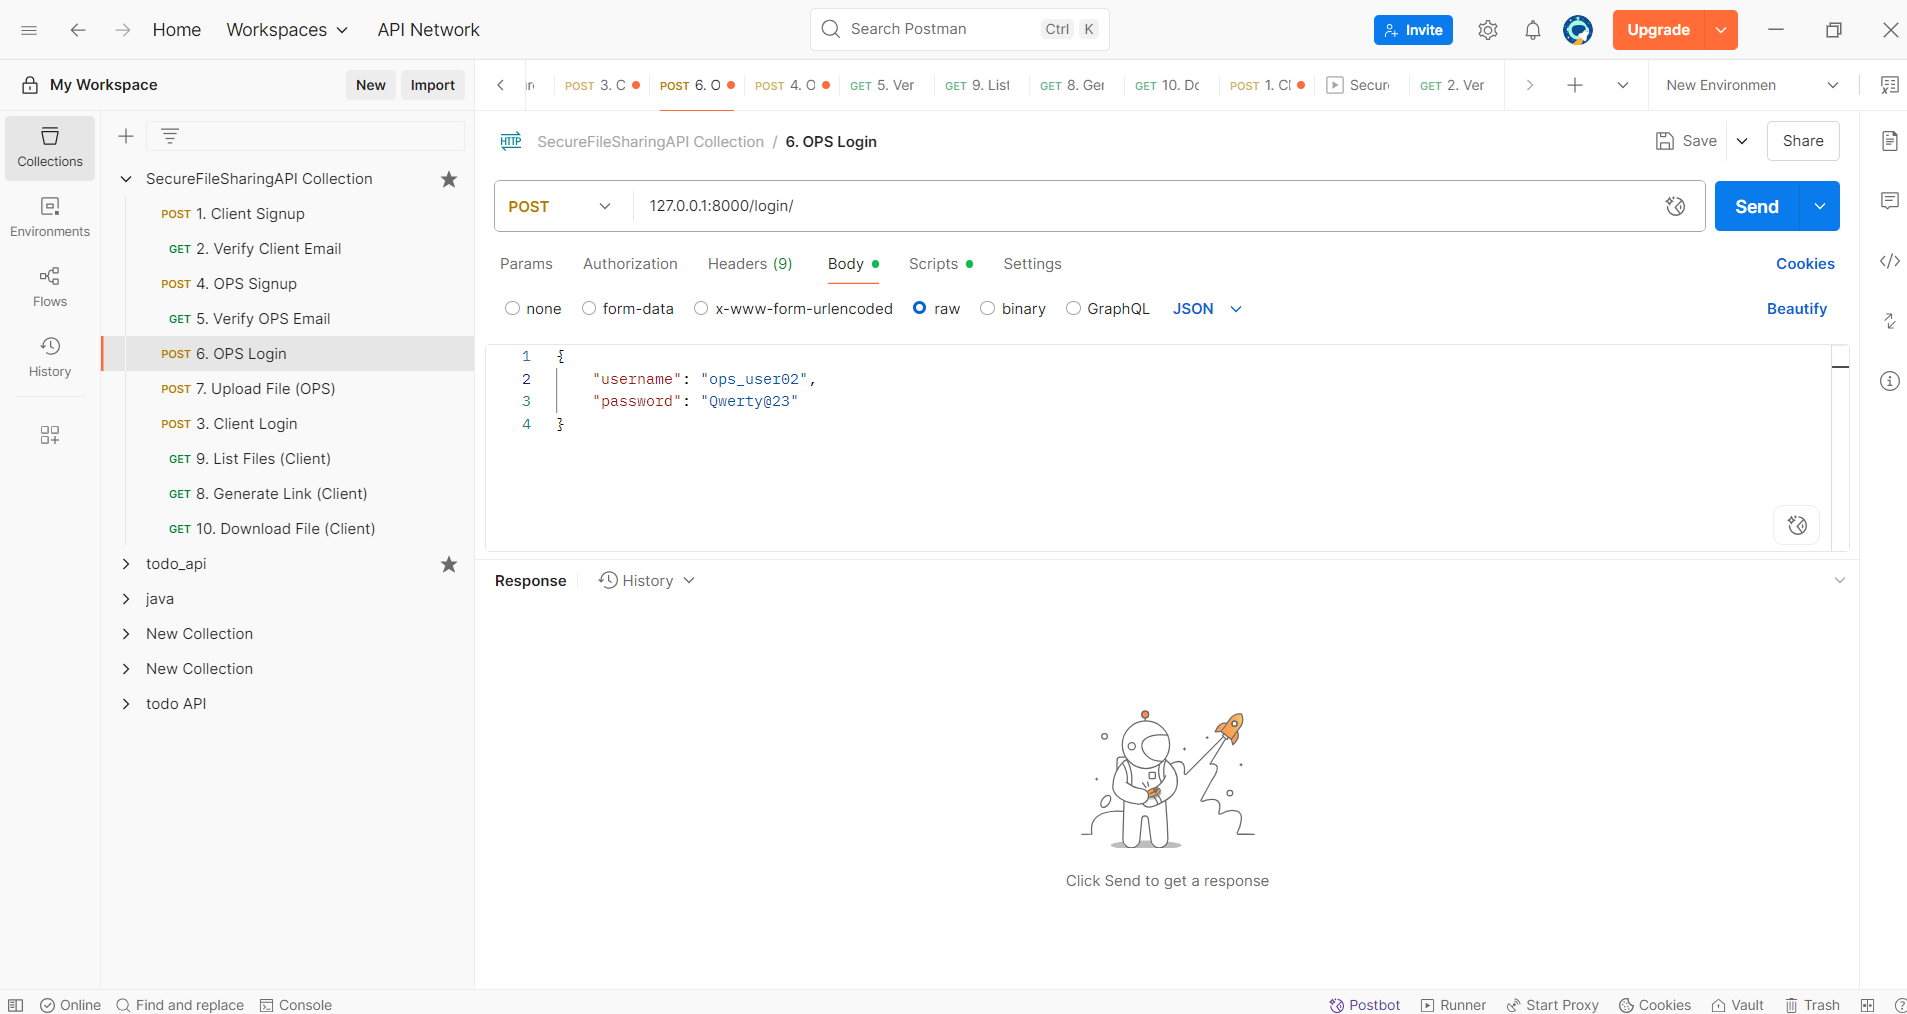 Home
Workspaces
API Network
Search Postman
Ctrl
K
Invite
Upgrade
My Workspace
New
Import
POST 3. C
POST 6. O
POST 4. O
GET 5. Ver
GET 9. List
GET 8. Ger
GET 10. Dc
POST 1. Cl
Secure
GET 2. Ver
New Environmen
Collections
Environments
Flows
History
SecureFileSharingAPI Collection
POST 1. Client Signup
GET 2. Verify Client Email
POST 4. OPS Signup
GET 5. Verify OPS Email
POST 6. OPS Login
POST 7. Upload File (OPS)
POST 3. Client Login
GET 9. List Files (Client)
GET 8. Generate Link (Client)
GET 10. Download File (Client)
todo_api
java
New Collection
New Collection
todo API
HTTP
SecureFileSharingAPI Collection / 6. OPS Login
Save
Share
POST
127.0.0.1:8000/login/
Send
Params
Authorization
Headers (9)
Body
Scripts
Settings
Cookies
none
form-data
x-www-form-urlencoded
raw
binary
GraphQL
JSON
Beautify
1 {
2 "username": "ops_user02",
3 "password": "Qwerty@23"
4 }
Response
History
Click Send to get a response
Online
Find and replace
Console
Postbot
Runner
Start Proxy
Cookies
Vault
Trash